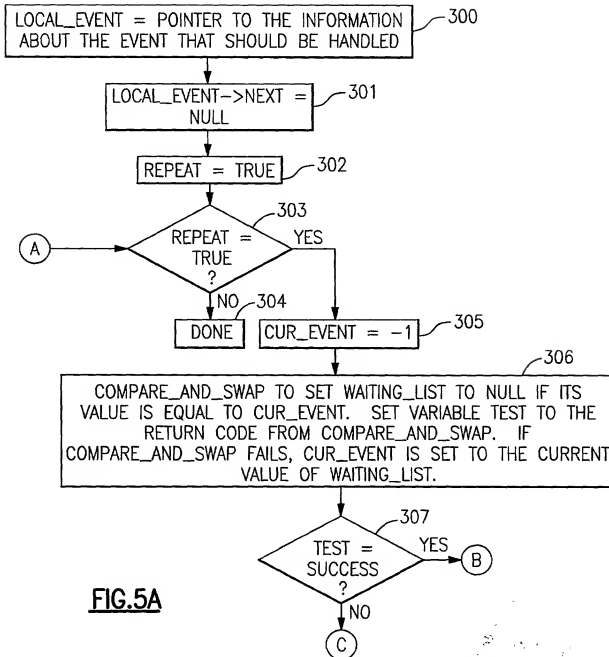 LOCAL_EVENT = POINTER TO THE INFORMATION
ABOUT THE EVENT THAT SHOULD BE HANDLED
300
LOCAL_EVENT->NEXT =
NULL
301
REPEAT = TRUE
302
303
A
REPEAT =
TRUE
?
YES
NO
304
DONE
CUR_EVENT = -1
305
306
COMPARE_AND_SWAP TO SET WAITING_LIST TO NULL IF ITS
VALUE IS EQUAL TO CUR_EVENT. SET VARIABLE TEST TO THE
RETURN CODE FROM COMPARE_AND_SWAP. IF
COMPARE_AND_SWAP FAILS, CUR_EVENT IS SET TO THE CURRENT
VALUE OF WAITING_LIST.
307
TEST =
SUCCESS
?
YES
B
NO
C
FIG.5A